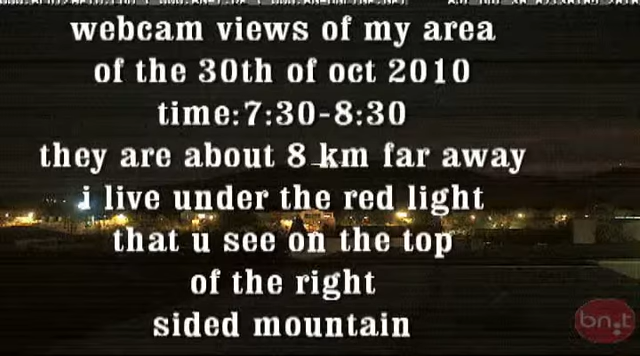 webcam views of my area
of the 30th of oct 2010
time:7:30-8:30
they are about 8 km far away
i live under the red light
that u see on the top
of the right
sided mountain
bn.t